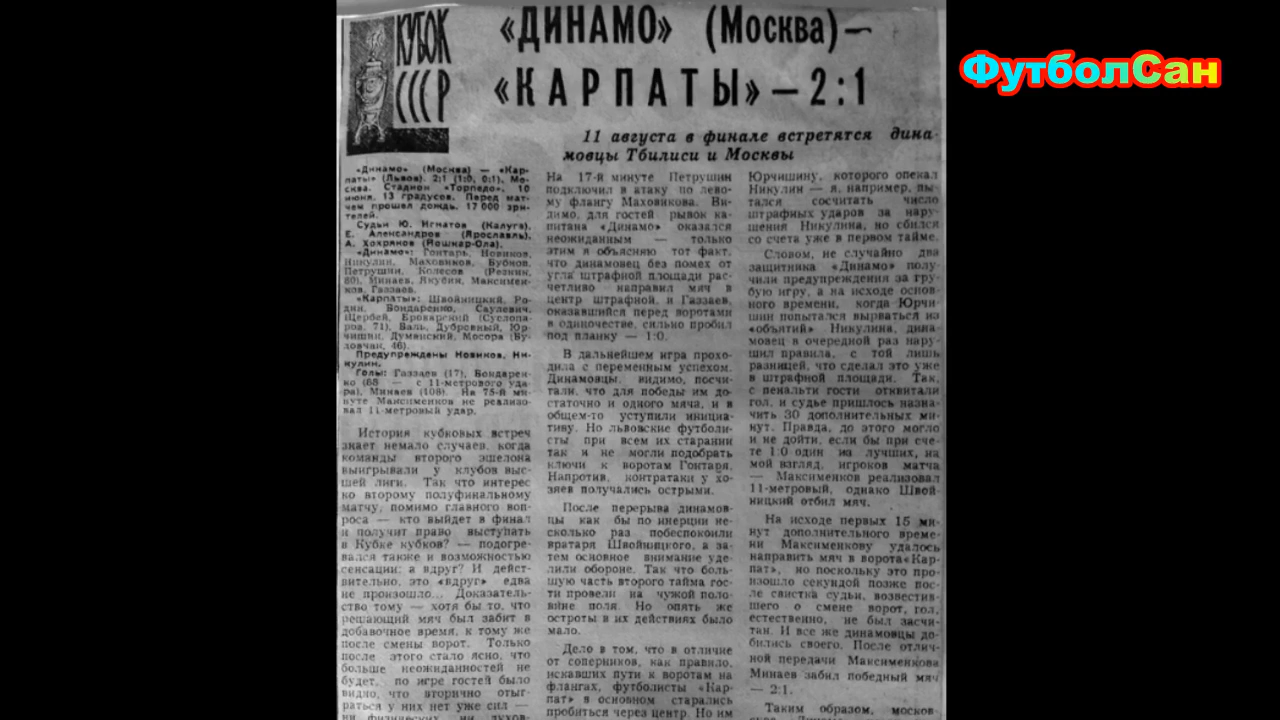 КУБОК
СССР
«ДИНАМО» (Москва)—
«КАРПАТЫ» — 2:1
11 августа в финале встретятся дина-
мовцы Тбилиси и Москвы
ФутболСан
«Динамо» (Москва) — «Кар-
паты» (Львов). 2:1 (1:0, 0:1). Мо-
сква. Стадион «Торпедо». 10
июня. 13 градусов. Перед мат-
чем прошел дождь. 17 000 зри-
телей.
Судьи Ю. Игнатов (Калуга),
Е. Александров (Ярославль),
А. Хохряков (Йошкар-Ола).
«Динамо»: Гонтарь, Новиков,
Никулин, Маховиков, Бубнов,
Петрушин, Колесов (Резник,
80), Минаев, Якубик, Максимен-
ков, Газзаев.
«Карпаты»: Швойницкий, Ро-
дин, Бондаренко, Саулевич,
Щербей, Броварский (Суслопа-
ров, 71), Валь, Дубровный, Юр-
чишин, Думанский, Мосора (Бу-
ловчак, 46).
Предупреждены Новиков, Ни-
кулин.
Голы: Газзаев (17), Бондарен-
ко (88 — с 11-метрового уда-
ра), Минаев (108). На 75-й ми-
нуте Максименков не реализо-
вал 11-метровый удар.
История кубковых встреч
знает немало случаев, когда
команды второго эшелона
выигрывали у клубов выс-
шей лиги. Так что интерес
ко второму полуфинальному
матчу, помимо главного воп-
роса — кто выйдет в финал
и получит право выступать
в Кубке кубков? — подогре-
вался также и возможностью
сенсации: а вдруг? И дейст-
вительно, это «вдруг» едва
не произошло... Доказатель-
ство тому — хотя бы то, что
решающий мяч был забит в
добавочное время, к тому же
после смены ворот. Только
после этого стало ясно, что
больше неожиданностей не
будет, по игре гостей было
видно, что вторично отыг-
раться у них нет уже сил —
ни физических, ни духов-
На 17-й минуте Петрушин
подключил в атаку по лево-
му флангу Маховикова. Ви-
димо, для гостей рывок ка-
питана «Динамо» оказался
неожиданным — только
этим я объясняю тот факт,
что динамовец без помех от
угла штрафной площади рас-
четливо направил мяч в
центр штрафной, и Газзаев,
оказавшийся перед воротами
в одиночестве, сильно пробил
под планку — 1:0.
В дальнейшем игра прохо-
дила с переменным успехом.
Динамовцы, видимо, посчи-
тали, что для победы им до-
статочно и одного мяча, и в
общем-то уступили инициа-
тиву. Но львовские футболи-
сты при всем их старании
так и не могли подобрать
ключи к воротам Гонтаря.
Напротив, контратаки у хо-
зяев получались острыми.
После перерыва динамов-
цы как бы по инерции не-
сколько раз побеспокоили
вратаря Швойницкого, а за-
тем основное внимание уде-
лили обороне. Так что боль-
шую часть второго тайма гос-
ти провели на чужой поло-
вине поля. Но опять же
остроты в их действиях было
мало.
Дело в том, что в отличие
от соперников, как правило,
искавших пути к воротам на
флангах, футболисты «Кар-
пат» в основном старались
пробиться через центр. Но им
Юрчишину, которого опекал
Никулин — я, например, пы-
тался сосчитать число
штрафных ударов за нару-
шения Никулина, но сбился
со счета уже в первом тайме.
Словом, не случайно два
защитника «Динамо» полу-
чили предупреждения за гру-
бую игру, а на исходе основ-
ного времени, когда Юрчи-
шин попытался вырваться из
«объятий» Никулина, дина-
мовец в очередной раз нару-
шил правила, с той лишь
разницей, что сделал это уже
в штрафной площади. Так,
с пенальти гости отквитали
гол, и судье пришлось назна-
чить 30 дополнительных ми-
нут. Правда, до этого могло
и не дойти, если бы при сче-
те 1:0 один из лучших, на
мой взгляд, игроков матча
— Максименков реализовал
11-метровый, однако Швой-
ницкий отбил мяч.
На исходе первых 15 ми-
нут дополнительного време-
ни Максименкову удалось
направить мяч в ворота «Кар-
пат», но поскольку это про-
изошло секундой позже пос-
ле свистка судьи, возвестив-
шего о смене ворот, гол,
естественно, не был засчи-
тан. И все же динамовцы до-
бились своего. После отлич-
ной передачи Максименкова
Минаев забил победный мяч
— 2:1.
Таким образом, москов-